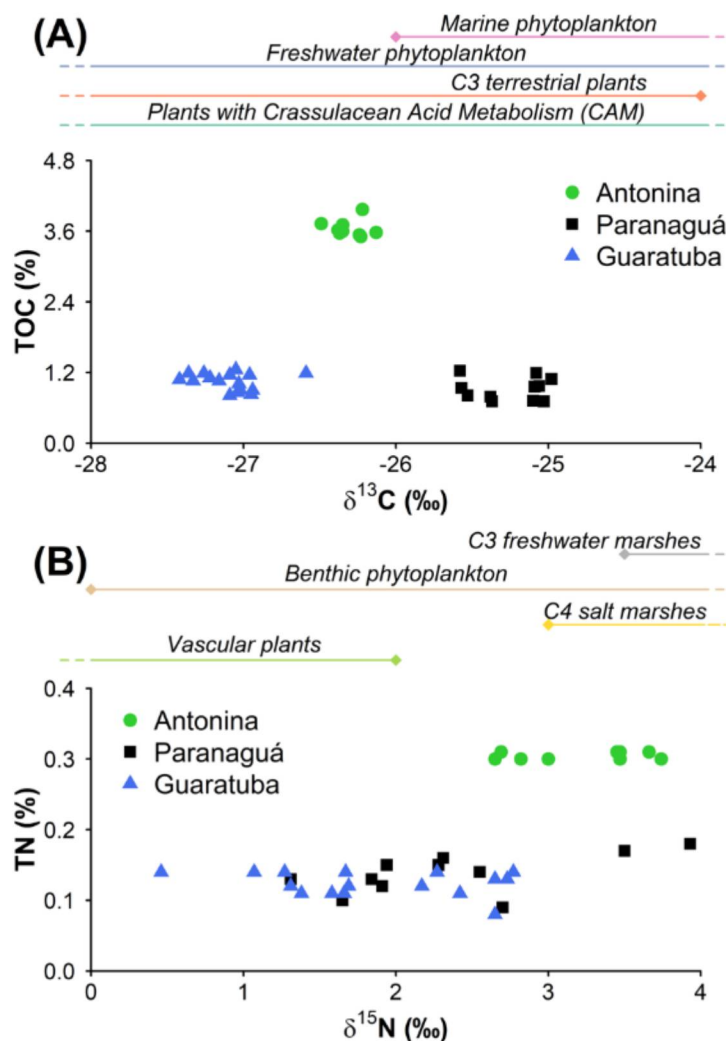 (A)
Marine phytoplankton
Freshwater phytoplankton
C3 terrestrial plants
Plants with Crassulacean Acid Metabolism (CAM)
4.8
3.6
2.4
1.2
0.0
TOC (%)
Antonina
Paranaguá
Guaratuba
-28 -27 -26 -25 -24
δ¹³C (‰)
(B)
C3 freshwater marshes
Benthic phytoplankton
C4 salt marshes
Vascular plants
0.4
0.3
0.2
0.1
0.0
TN (%)
Antonina
Paranaguá
Guaratuba
0 1 2 3 4
δ¹⁵N (‰)